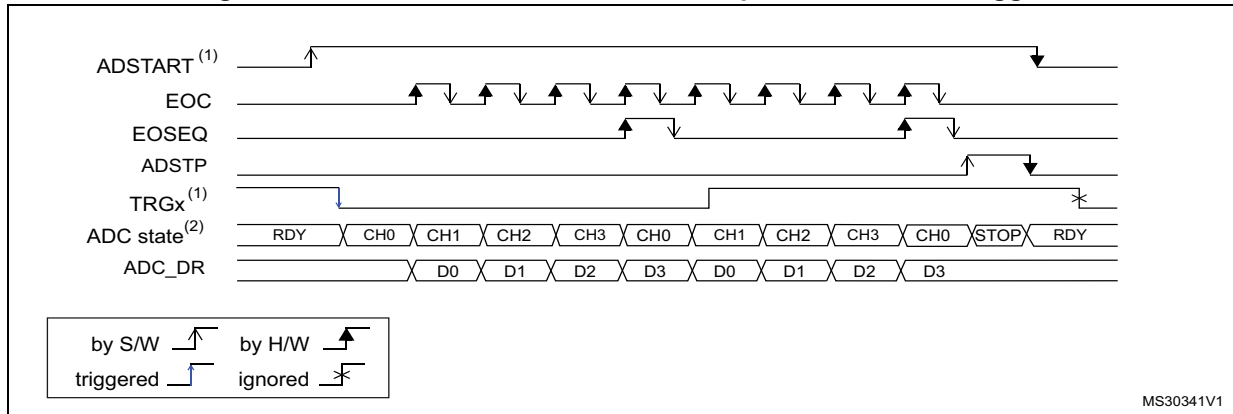 ADSTART (1)
EOC
EOSEQ
ADSTP
TRGx (1)
ADC state (2) RDY CH0 CH1 CH2 CH3 CH0 CH1 CH2 CH3 CH0 STOP RDY
ADC_DR D0 D1 D2 D3 D0 D1 D2 D3
by S/W by H/W
triggered ignored
MS30341V1